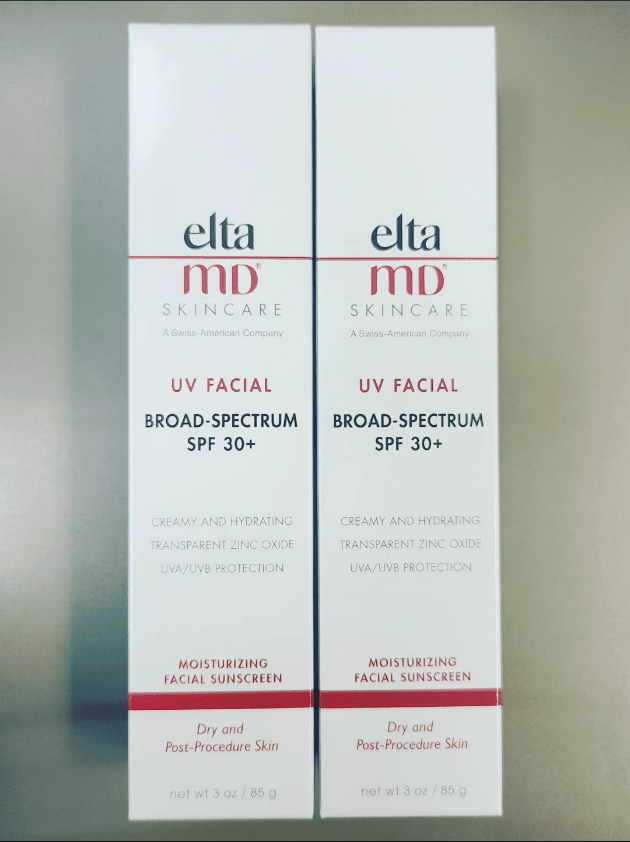 elta
MD®
SKINCARE
A Swiss-American Company
UV FACIAL
BROAD-SPECTRUM
SPF 30+
CREAMY AND HYDRATING
TRANSPARENT ZINC OXIDE
UVA/UVB PROTECTION
MOISTURIZING
FACIAL SUNSCREEN
Dry and
Post-Procedure Skin
net wt 3 oz / 85 g
elta
MD®
SKINCARE
A Swiss-American Company
UV FACIAL
BROAD-SPECTRUM
SPF 30+
CREAMY AND HYDRATING
TRANSPARENT ZINC OXIDE
UVA/UVB PROTECTION
MOISTURIZING
FACIAL SUNSCREEN
Dry and
Post-Procedure Skin
net wt 3 oz / 85 g